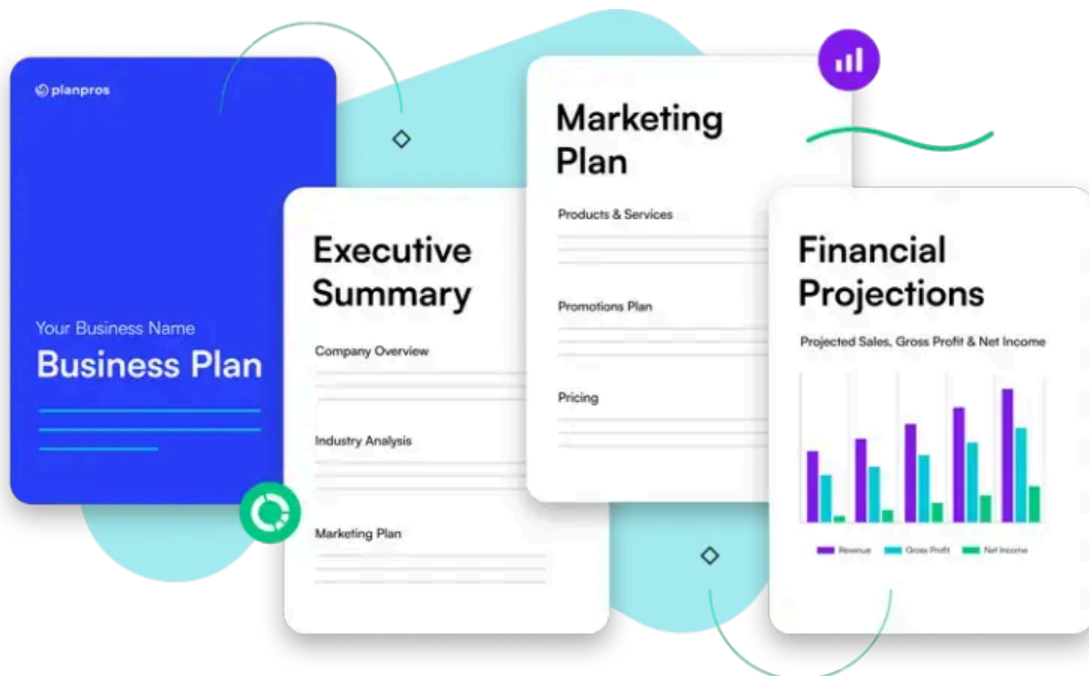 planpros
Your Business Name
Business Plan
Executive
Summary
Company Overview
Industry Analysis
Marketing Plan
Marketing
Plan
Products & Services
Promotions Plan
Pricing
Financial
Projections
Projected Sales, Gross Profit & Net Income
Revenue Gross Profit Net Income